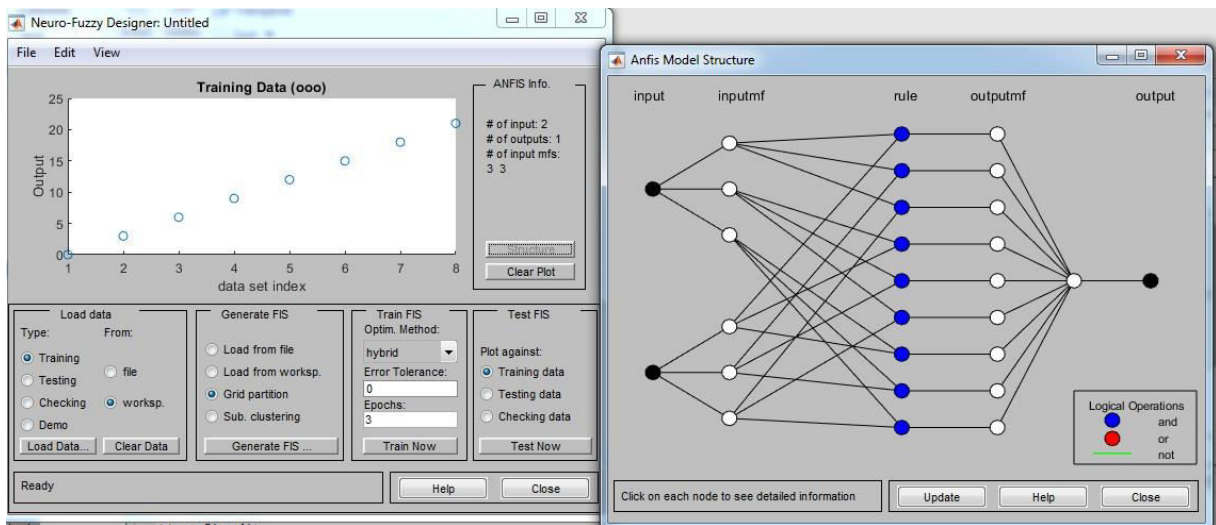 Neuro-Fuzzy Designer: Untitled
File Edit View
Training Data (ooo)
25
20
15
10
5
0
Output
1 2 3 4 5 6 7 8
data set index
ANFIS Info.
# of input: 2
# of outputs: 1
# of input mfs:
3 3
Structure
Clear Plot
Load data
Type: From:
Training
Testing
Checking
Demo
file
worksp.
Load Data... Clear Data
Generate FIS
Load from file
Load from worksp.
Grid partition
Sub. clustering
Generate FIS ...
Train FIS
Optim. Method:
hybrid
Error Tolerance:
0
Epochs:
3
Train Now
Test FIS
Plot against:
Training data
Testing data
Checking data
Test Now
Ready
Help Close
Anfis Model Structure
input inputmf rule outputmf output
Logical Operations
and
or
not
Click on each node to see detailed information
Update Help Close